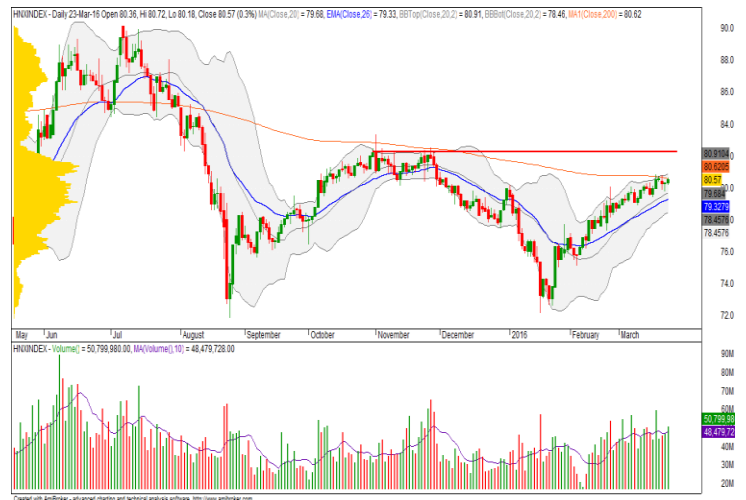 HNXINDEX - Daily 23-Mar-16 Open 80.36, Hi 80.72, Lo 80.18, Close 80.57 (0.3%) MA(Close,20) = 79.68, EMA(Close,26) = 79.33, BBTop(Close,20,2) = 80.91, BBBot(Close,20,2) = 78.46, MA1(Close,200) = 80.62
90.0
88.0
86.0
84.0
80.9104
80.6205
80.57
79.684
79.3279
78.4576
78.4576
76.0
74.0
72.0
May Jun Jul August September October November December 2016 February March
HNXINDEX - Volume() = 50,799,980.00, MA(Volume(),10) = 48,479,728.00
90M
80M
70M
60M
50,799,98
48,479,72
40M
30M
20M
Created with AmiBroker - advanced charting and technical analysis software. http://www.amibroker.com